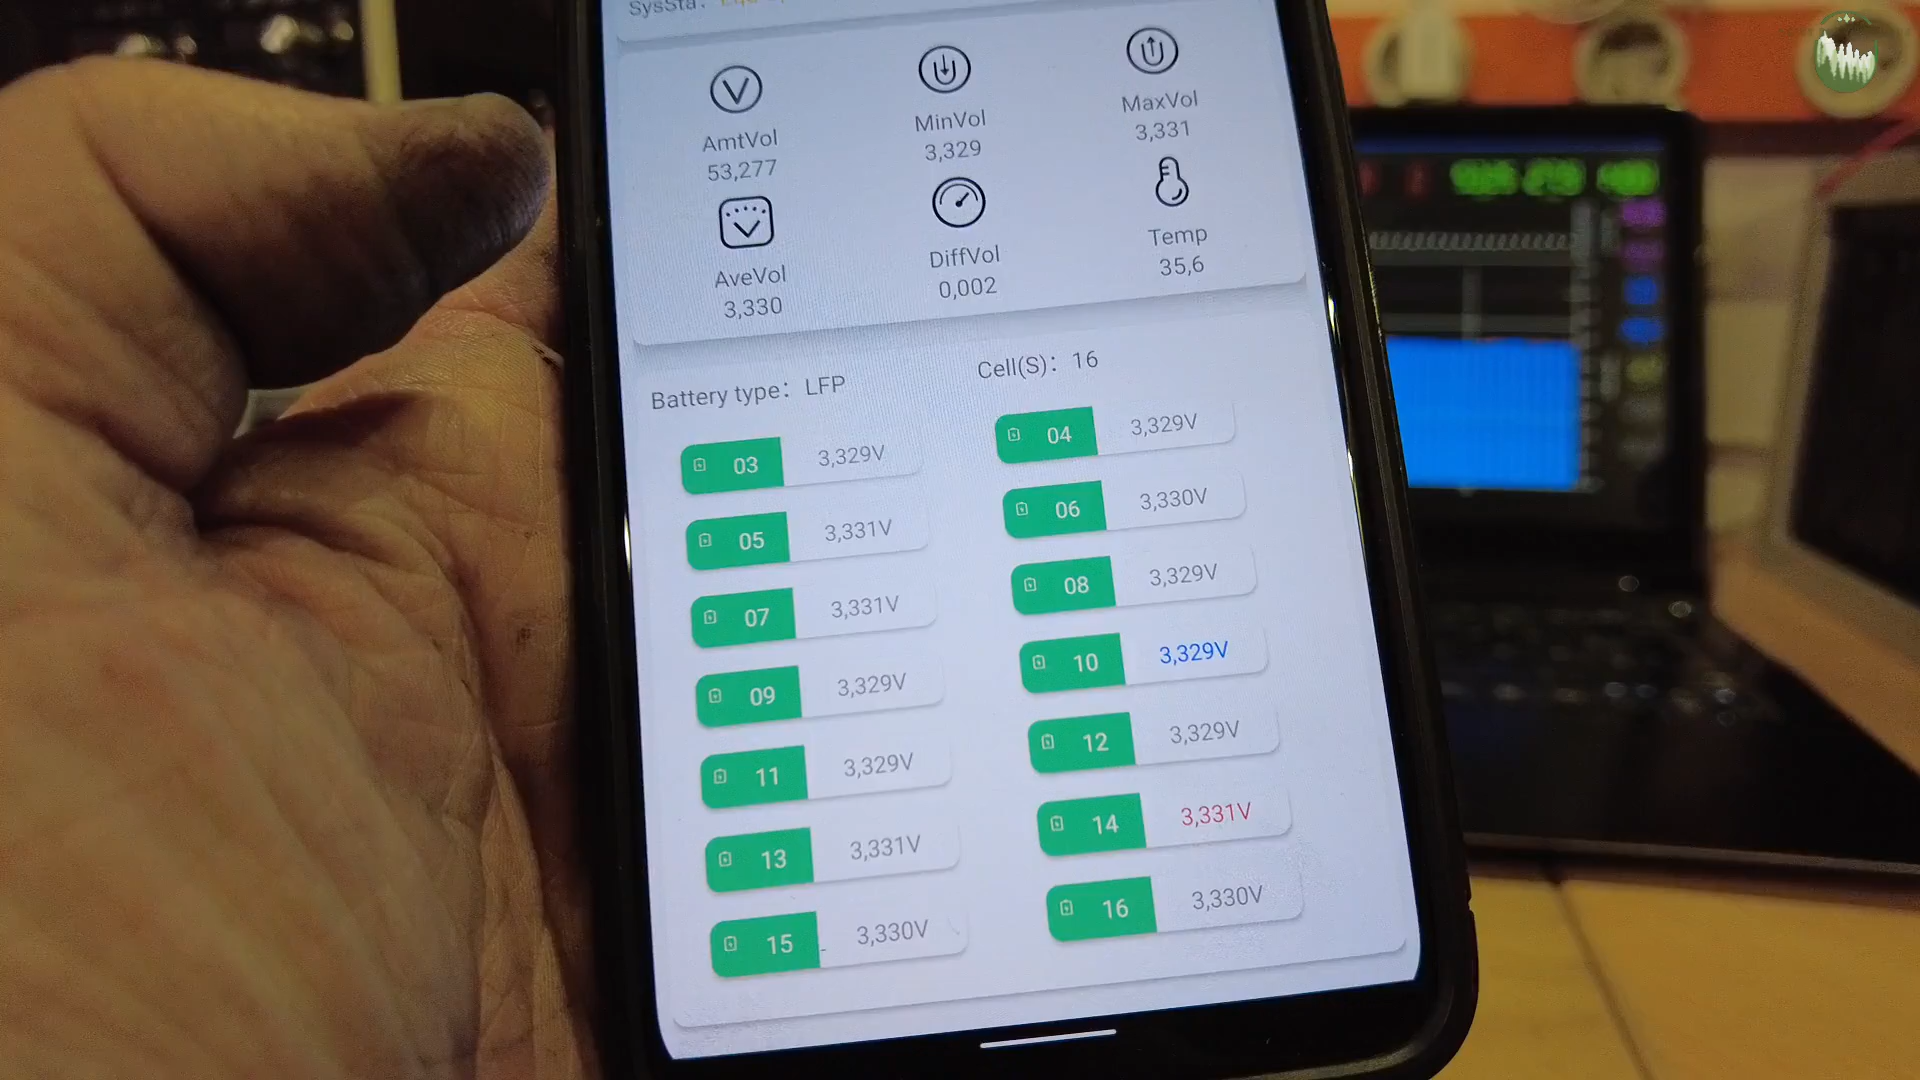 SysSta:
AmtVol
53,277
MinVol
3,329
MaxVol
3,331
AveVol
3,330
DiffVol
0,002
Temp
35,6
Battery type: LFP
Cell(S): 16
03 3,329V
04 3,329V
05 3,331V
06 3,330V
07 3,331V
08 3,329V
09 3,329V
10 3,329V
11 3,329V
12 3,329V
13 3,331V
14 3,331V
15 3,330V
16 3,330V